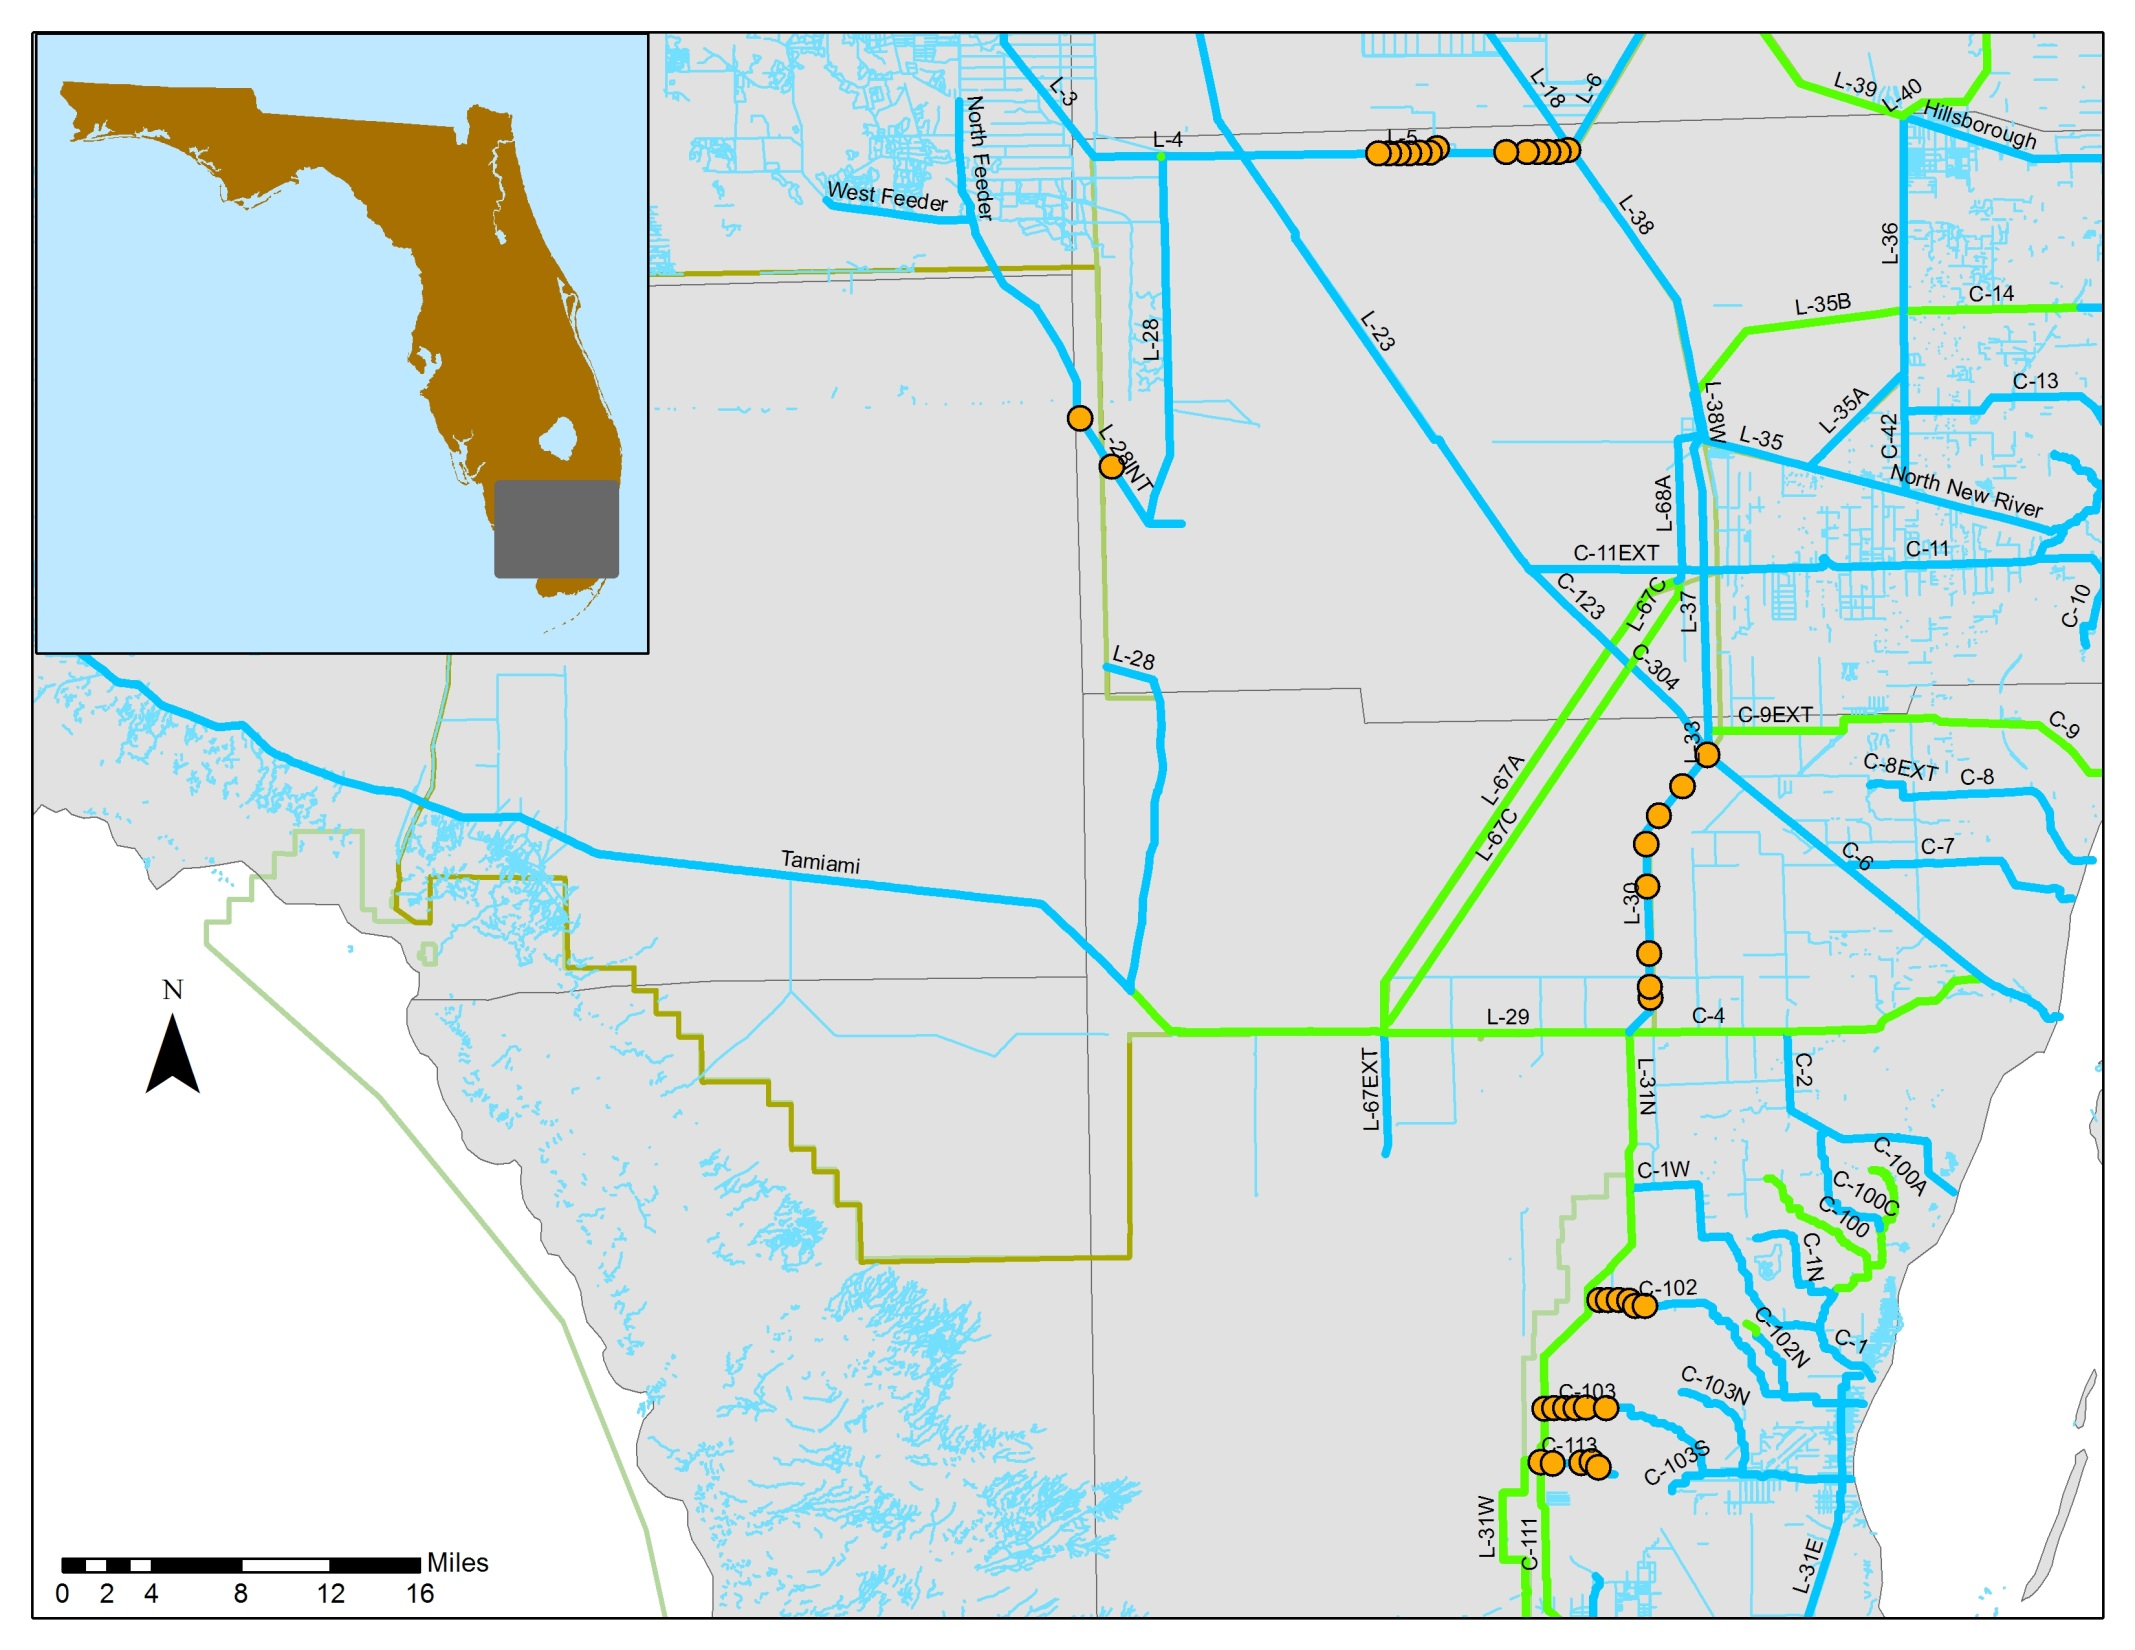 L-3
North Feeder
West Feeder
L-4
L-5
L-18
L-6
L-39
L-40
Hillsborough
L-38
L-36
L-28
L-23
L-35B
C-14
C-13
L-35A
L-38W
L-35
C-42
North New River
L-28INT
L-68A
C-11EXT
C-11
C-123
L-67C
L-37
C-10
C-304
L-28
L-33
C-9EXT
C-9
C-8EXT
C-8
L-67A
L-67C
C-7
C-6
Tamiami
L-30
L-29
C-4
L-67EXT
L-31N
C-2
C-1W
C-100A
C-100C
C-100
C-1N
C-102
C-102N
C-1
C-103
C-103N
C-113
C-103S
L-31W
C-111
L-31E
N
Miles
0 2 4 8 12 16